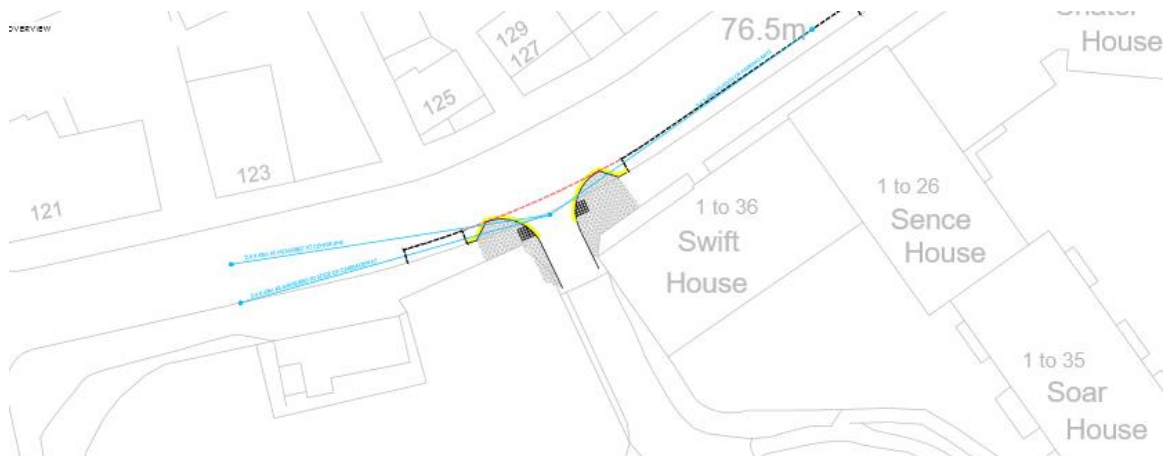 OVERVIEW
129
127
76.5m
House
125
123
121
1 to 36
Swift
House
1 to 26
Sence
House
1 to 35
Soar
House